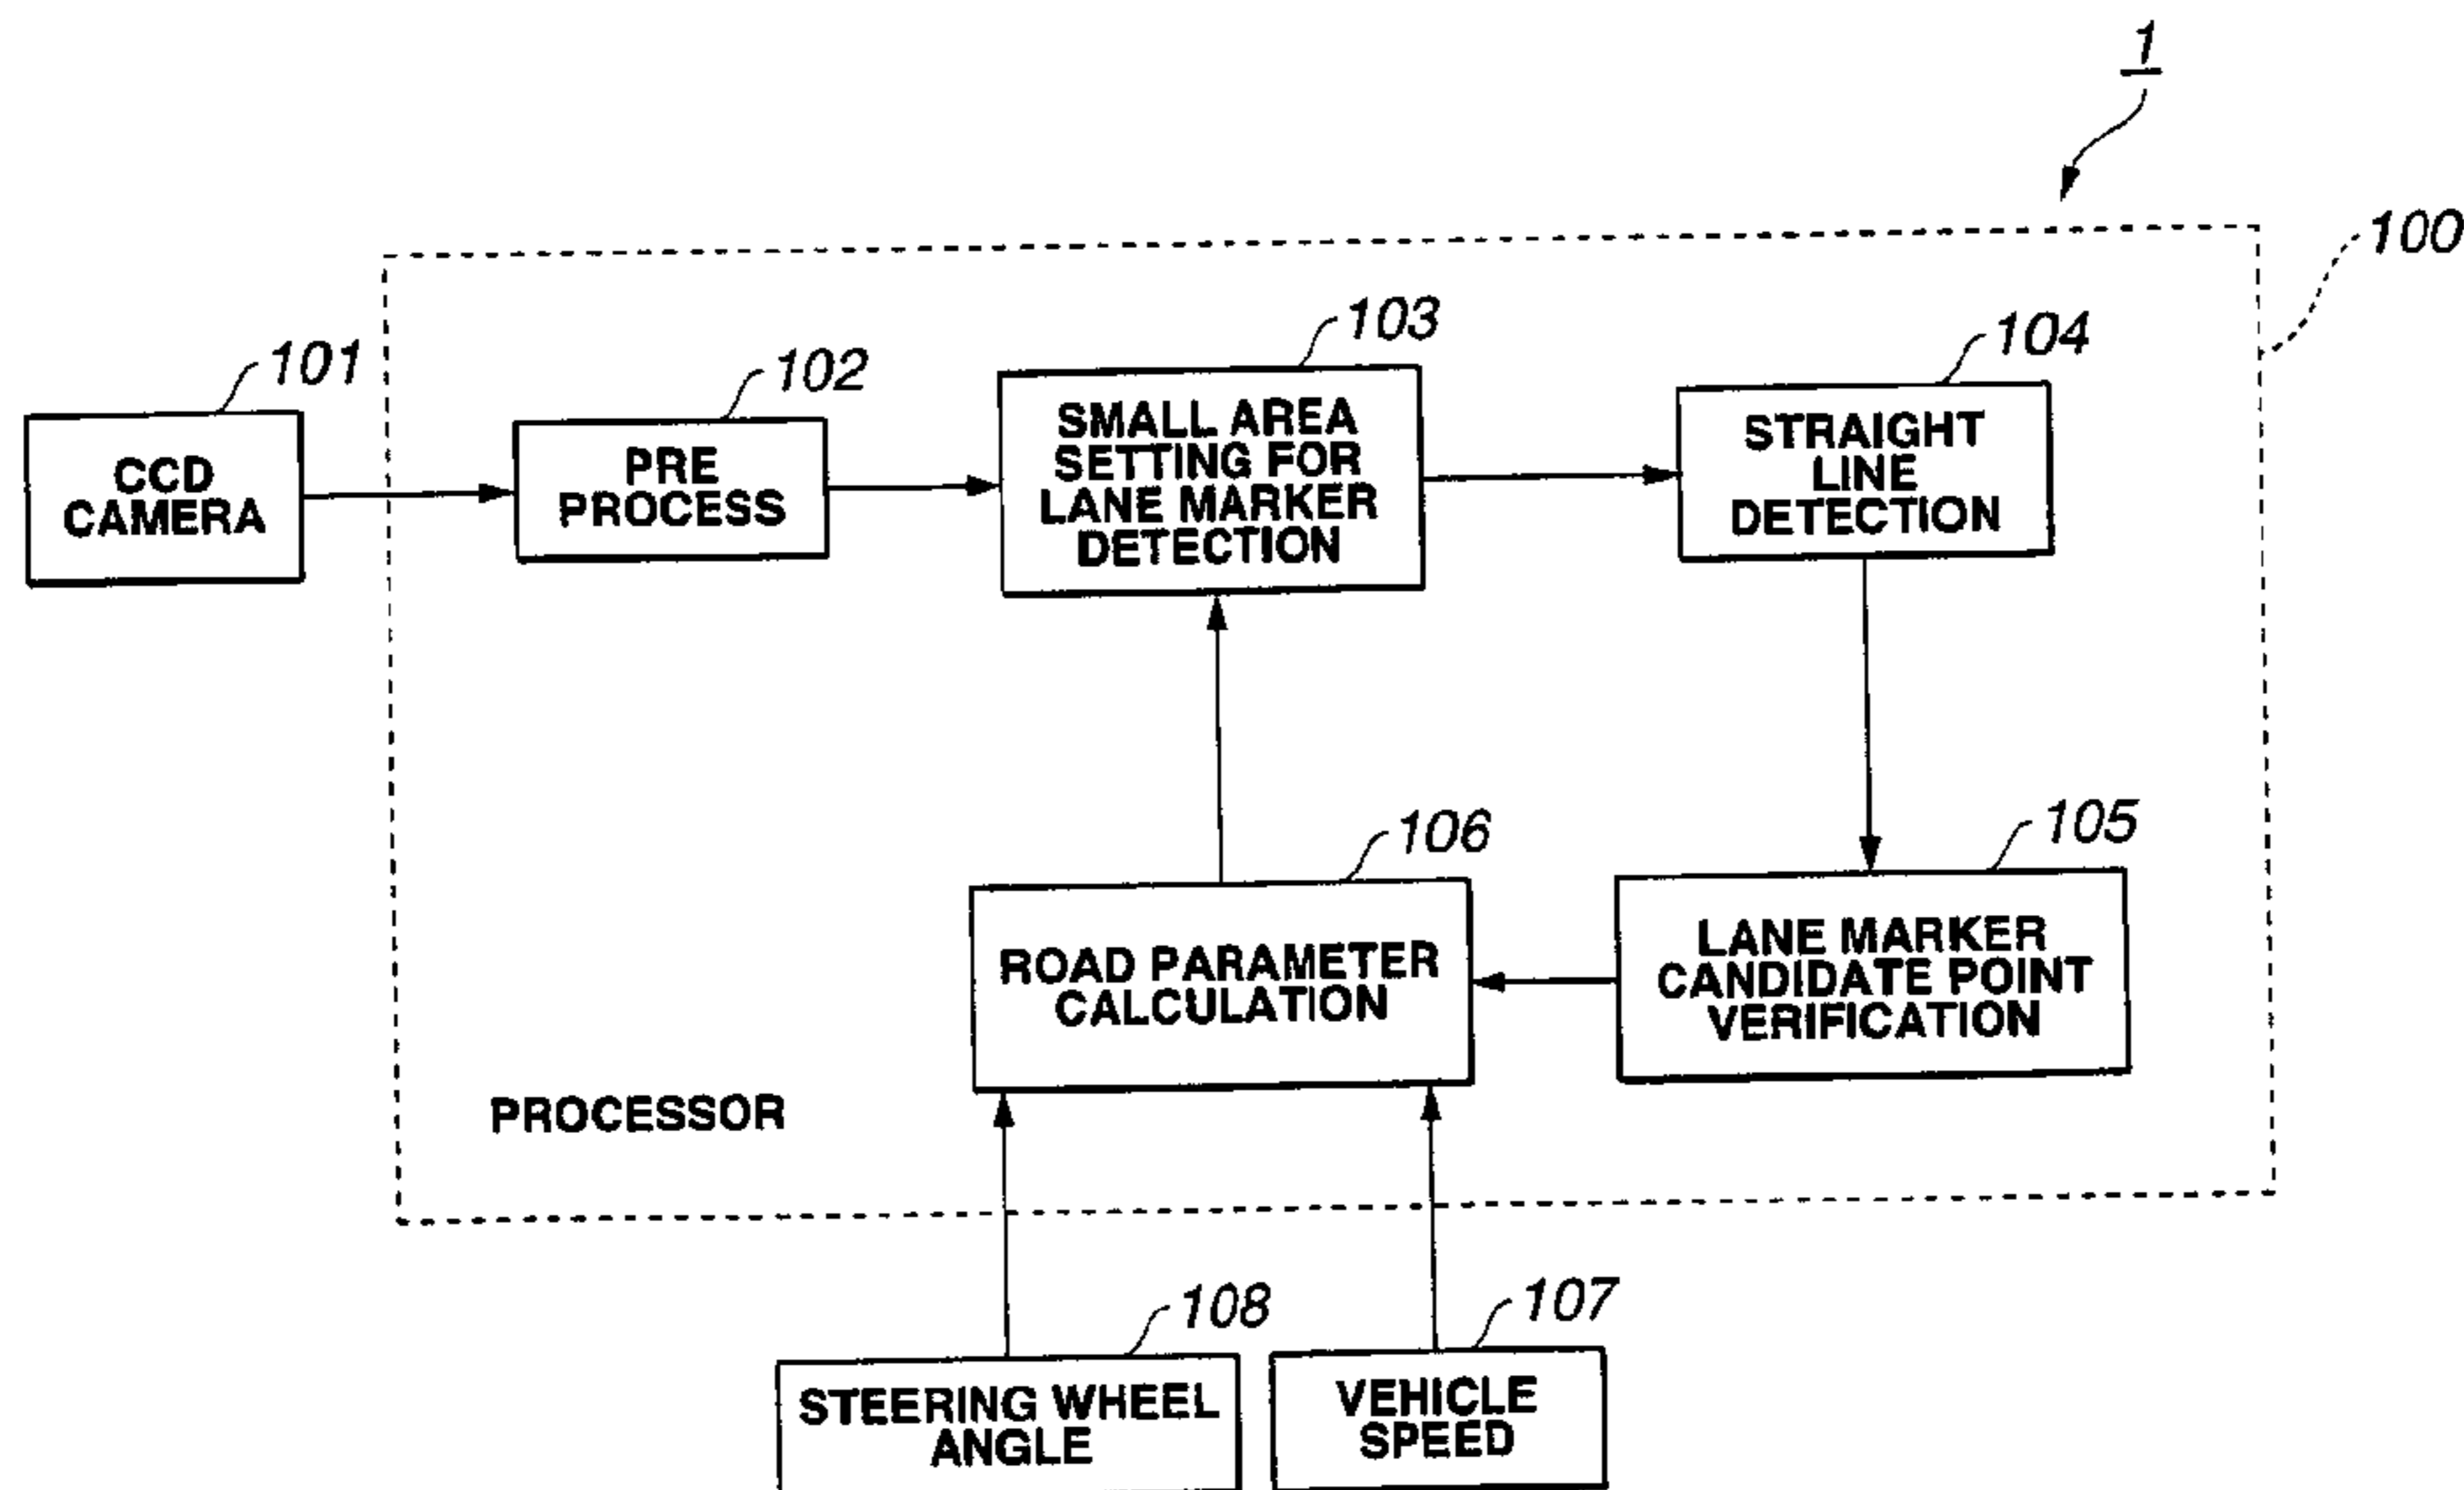 1
100
101
102
103
104
CCD
CAMERA
PRE
PROCESS
SMALL AREA
SETTING FOR
LANE MARKER
DETECTION
STRAIGHT
LINE
DETECTION
106
105
ROAD PARAMETER
CALCULATION
LANE MARKER
CANDIDATE POINT
VERIFICATION
PROCESSOR
108
107
STEERING WHEEL
ANGLE
VEHICLE
SPEED